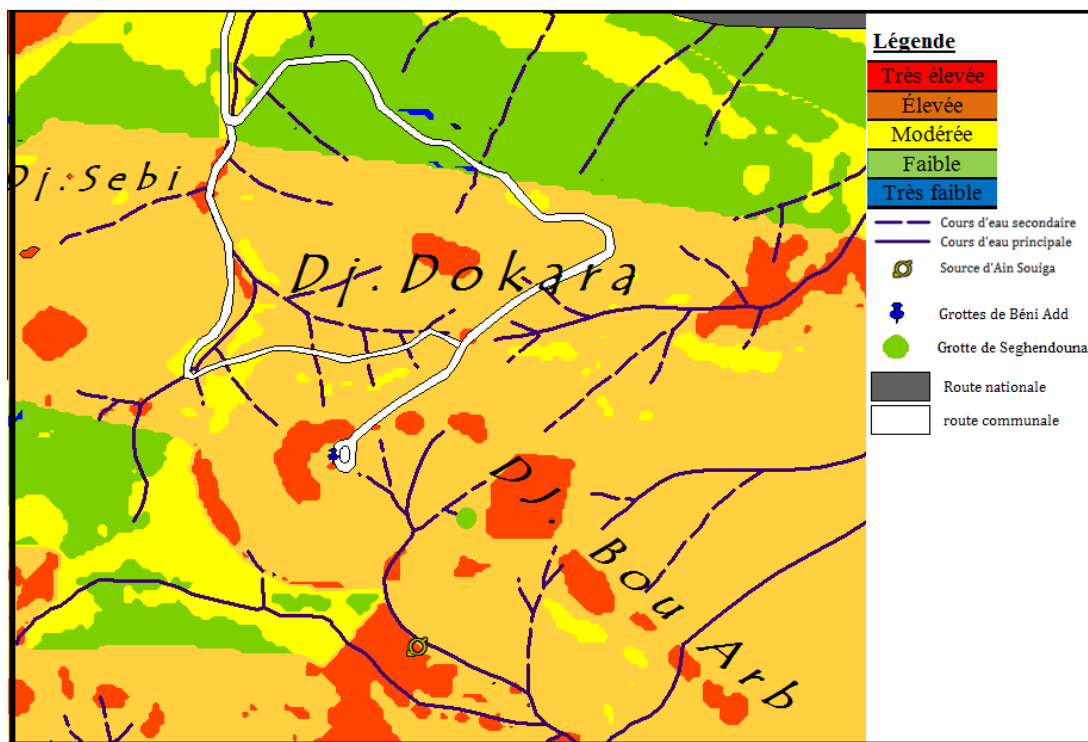 Légende
Très élevée
Élevée
Modérée
Faible
Très faible
Cours d'eau secondaire
Cours d'eau principale
Source d'Ain Souiga
Grottes de Béni Add
Grotte de Seghendouna
Route nationale
route communale
Dj.Sebi
Dj.Dokara
DJ. Bou Arb